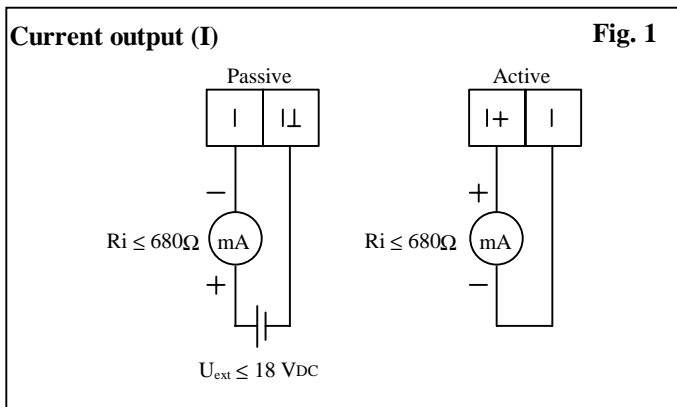 Current output (I)
Fig. 1
Passive
I
I⊥
−
Ri ≤ 680Ω
mA
+
Uext ≤ 18 VDC
Active
I+
I
+
Ri ≤ 680Ω
mA
−